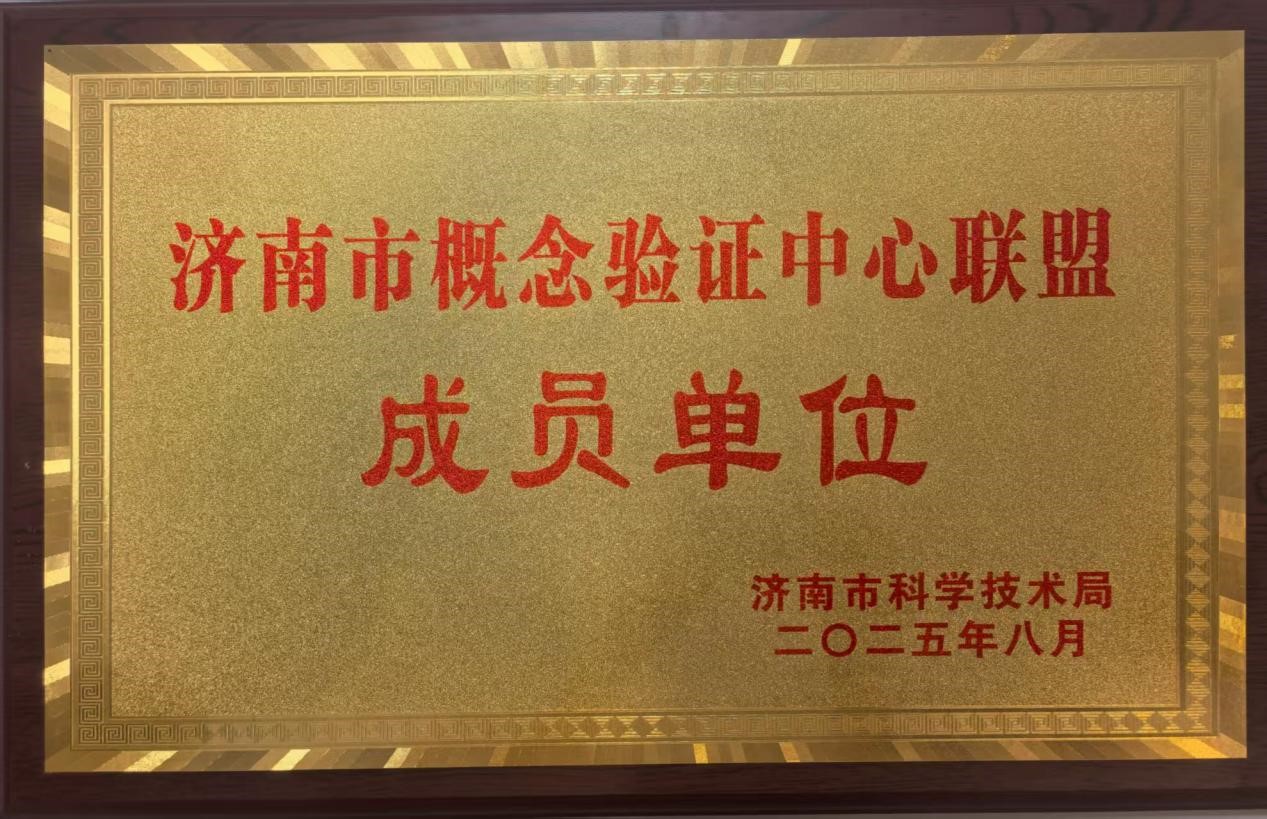 济南市概念验证中心联盟
成员单位
济南市科学技术局
二〇二五年八月